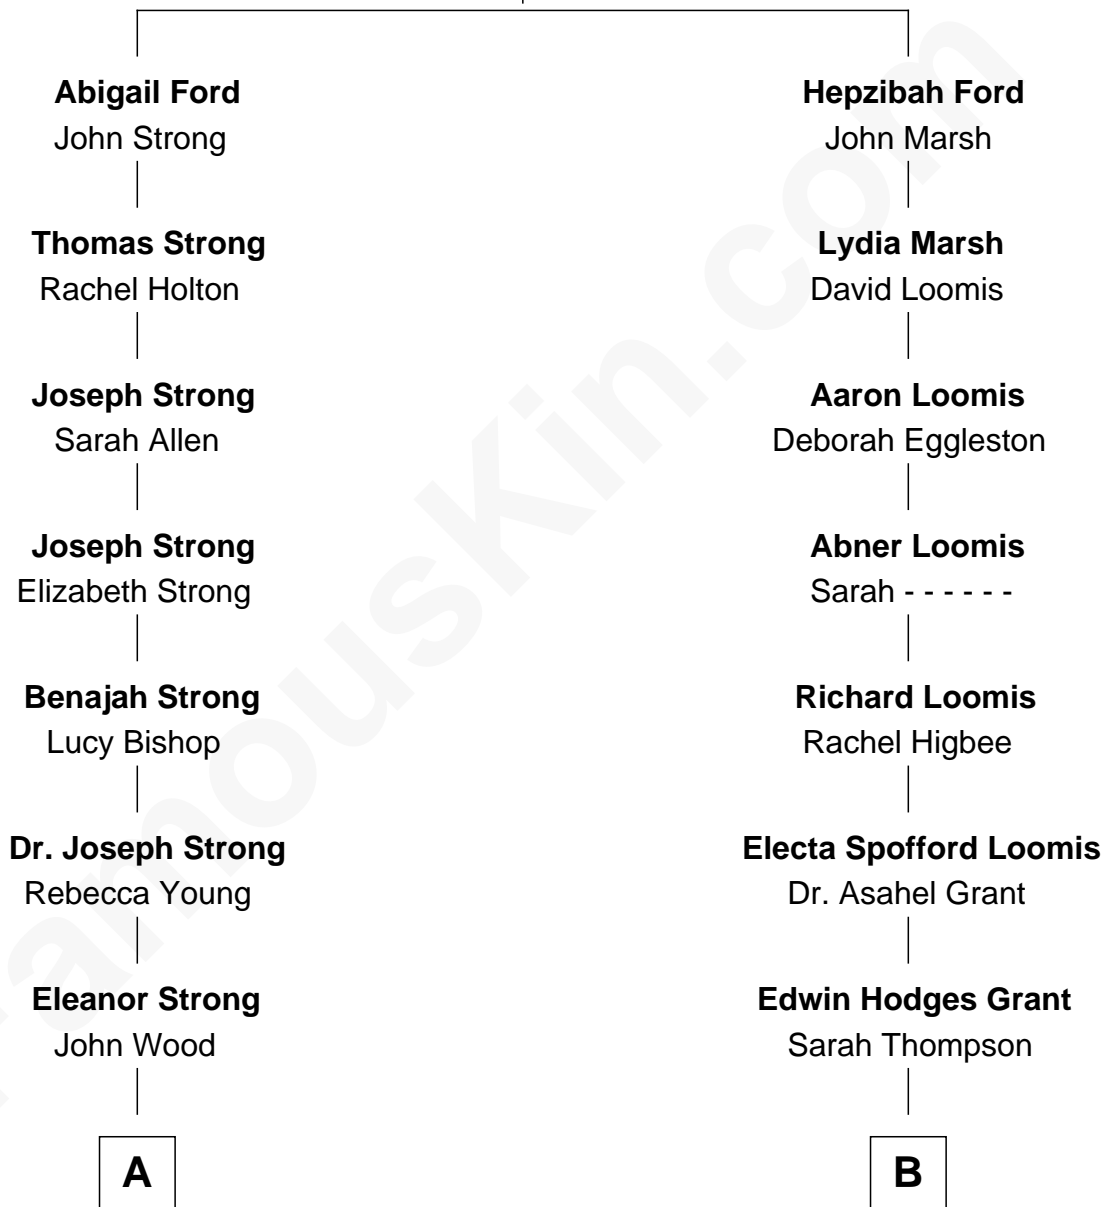 Abigail Ford
John Strong
Thomas Strong
Rachel Holton
Joseph Strong
Sarah Allen
Joseph Strong
Elizabeth Strong
Benajah Strong
Lucy Bishop
Dr. Joseph Strong
Rebecca Young
Eleanor Strong
John Wood
A
Hepzibah Ford
John Marsh
Lydia Marsh
David Loomis
Aaron Loomis
Deborah Eggleston
Abner Loomis
Sarah - - - - - -
Richard Loomis
Rachel Higbee
Electa Spofford Loomis
Dr. Asahel Grant
Edwin Hodges Grant
Sarah Thompson
B
FamousKin.com